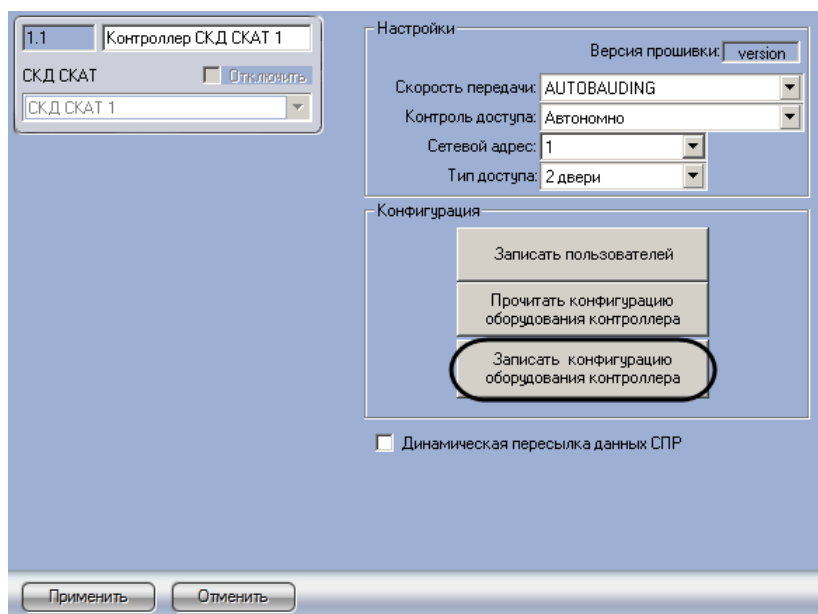 1.1
Контроллер СКД СКАТ 1
СКД СКАТ
Отключить
СКД СКАТ 1
Настройки
Версия прошивки: version
Скорость передачи: AUTOBAUDING
Контроль доступа: Автономно
Сетевой адрес: 1
Тип доступа: 2 двери
Конфигурация
Записать пользователей
Прочитать конфигурацию
оборудования контроллера
Записать конфигурацию
оборудования контроллера
Динамическая пересылка данных СПР
Применить
Отменить